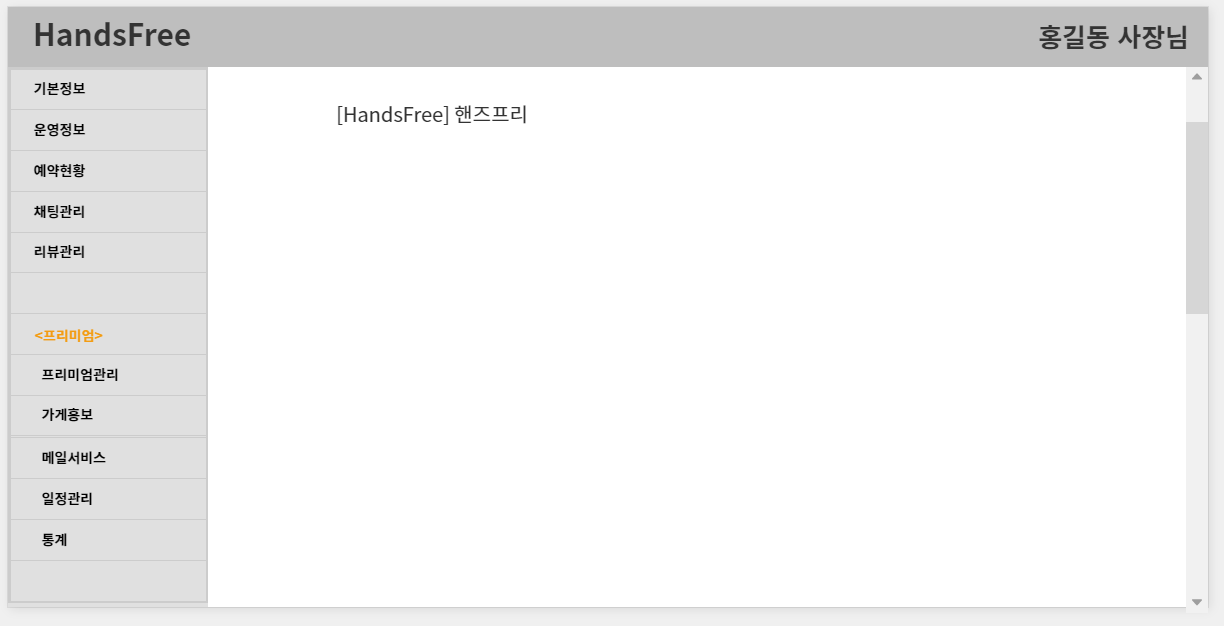 HandsFree
홍길동 사장님
기본정보
운영정보
예약현황
채팅관리
리뷰관리
<프리미엄>
프리미엄관리
가게홍보
메일서비스
일정관리
통계
[HandsFree] 핸즈프리